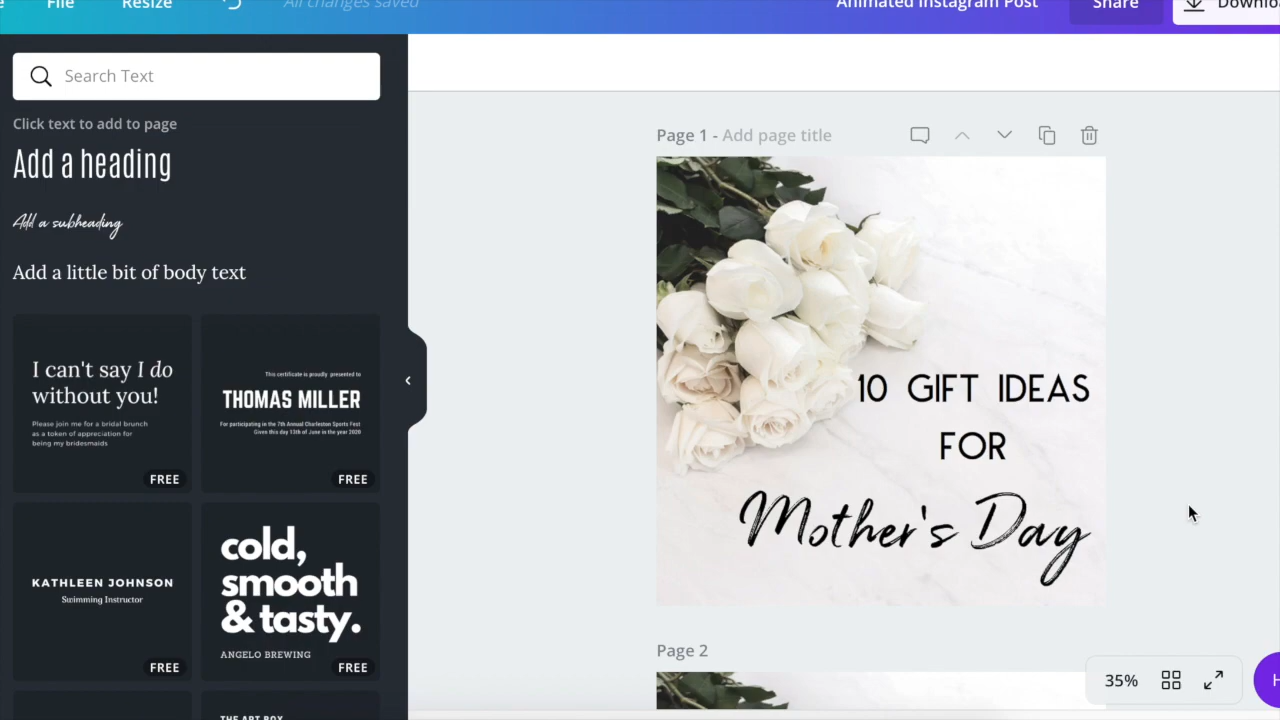 File
Resize
All changes saved
Animated Instagram Post
Share
Search Text
Click text to add to page
Add a heading
Add a subheading
Add a little bit of body text
I can't say I do
without you!
Please join me for a bridal brunch
as a token of appreciation for
being my bridesmaids
FREE
This certificate is proudly presented to
THOMAS MILLER
For participating in the 7th Annual Charleston Sports Fest
Given this day 13th of June in the year 2020
FREE
KATHLEEN JOHNSON
Swimming Instructor
FREE
cold,
smooth
& tasty.
ANGELO BREWING
FREE
THE ART BOX
Page 1 - Add page title
10 GIFT IDEAS
FOR
Mother's Day
Page 2
35%
H